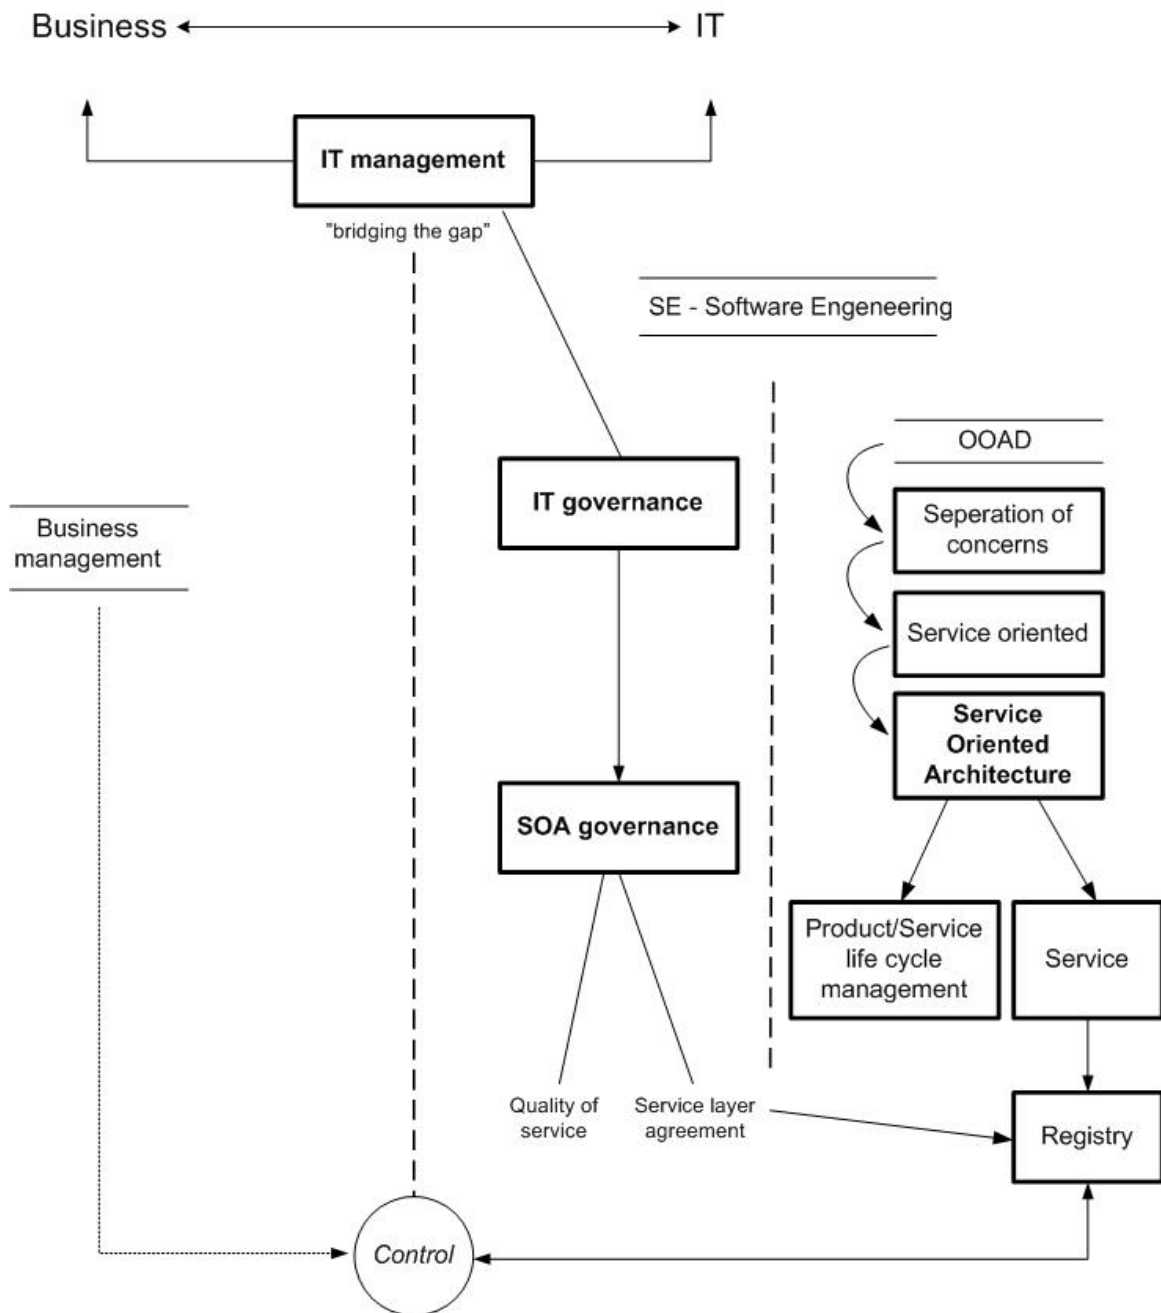 Business
IT
IT management
"bridging the gap"
SE - Software Engeneering
OOAD
IT governance
Seperation of
concerns
Business
management
Service oriented
Service
Oriented
Architecture
SOA governance
Product/Service
life cycle
management
Service
Quality of
service
Service layer
agreement
Registry
Control